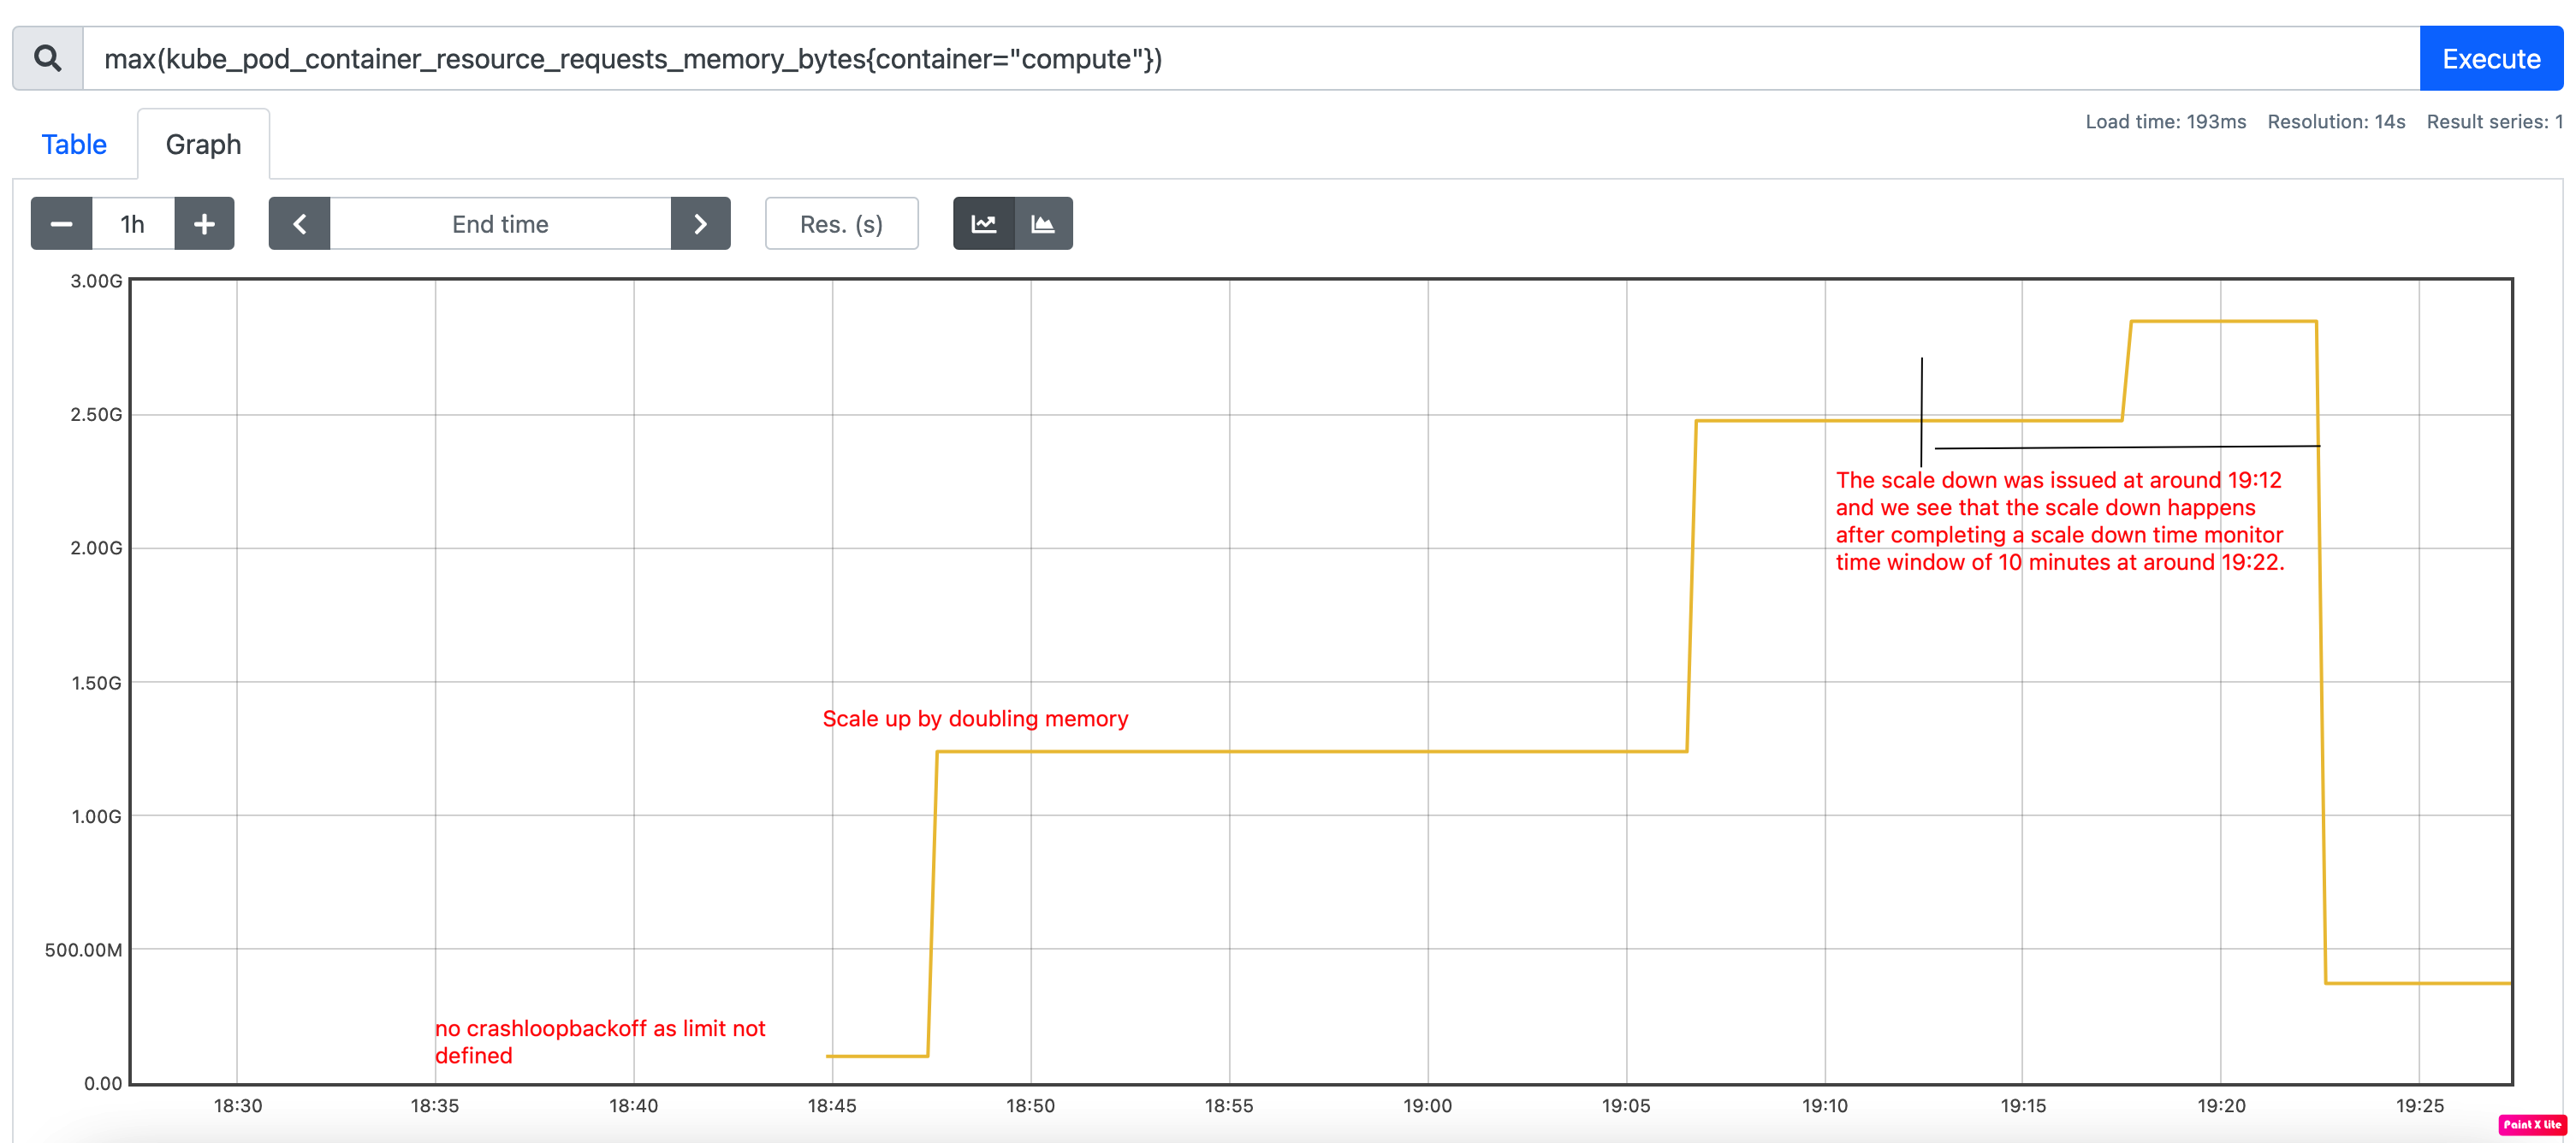 max(kube_pod_container_resource_requests_memory_bytes{container="compute"})
Execute
Load time: 193ms Resolution: 14s Result series: 1
Table
Graph
1h
End time
Res. (s)
3.00G
2.50G
2.00G
1.50G
1.00G
500.00M
0.00
The scale down was issued at around 19:12
and we see that the scale down happens
after completing a scale down time monitor
time window of 10 minutes at around 19:22.
Scale up by doubling memory
no crashloopbackoff as limit not
defined
18:30 18:35 18:40 18:45 18:50 18:55 19:00 19:05 19:10 19:15 19:20 19:25
Paint X Lite